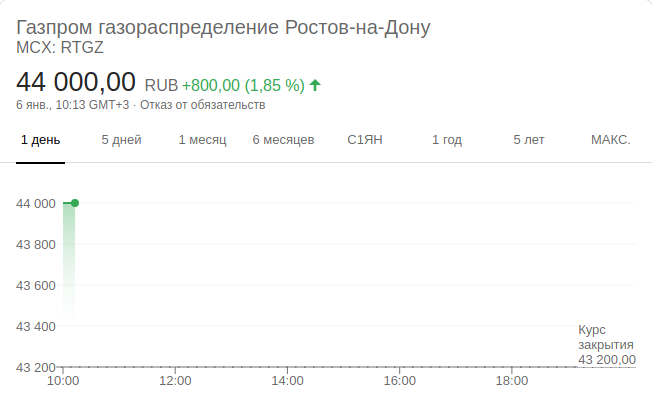 Газпром газораспределение Ростов-на-Дону
MCX: RTGZ
44 000,00 RUB +800,00 (1,85 %)
6 янв., 10:13 GMT+3 · Отказ от обязательств
1 день 5 дней 1 месяц 6 месяцев С1ЯН 1 год 5 лет МАКС.
44 000
43 800
43 600
43 400
Курс
закрытия
43 200,00
43 200
10:00 12:00 14:00 16:00 18:00